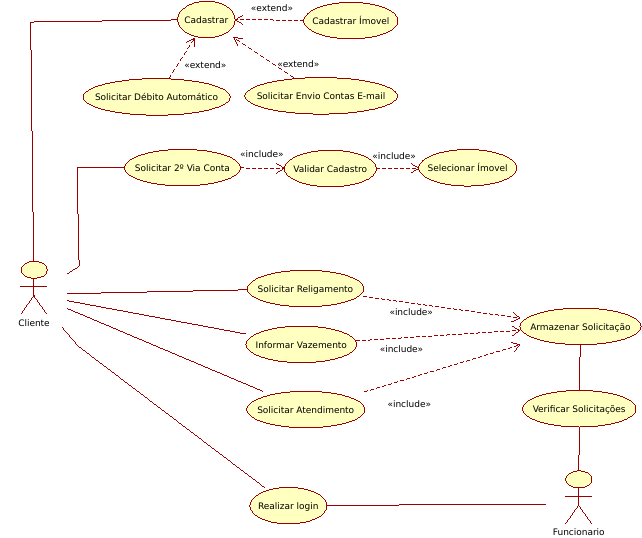 «extend»
Cadastrar
Cadastrar Ímovel
«extend»
«extend»
Solicitar Débito Automático
Solicitar Envio Contas E-mail
«include»
«include»
Solicitar 2º Via Conta
Validar Cadastro
Selecionar Ímovel
Solicitar Religamento
«include»
Cliente
Armazenar Solicitação
Informar Vazemento
«include»
«include»
Solicitar Atendimento
Verificar Solicitações
Realizar login
Funcionario